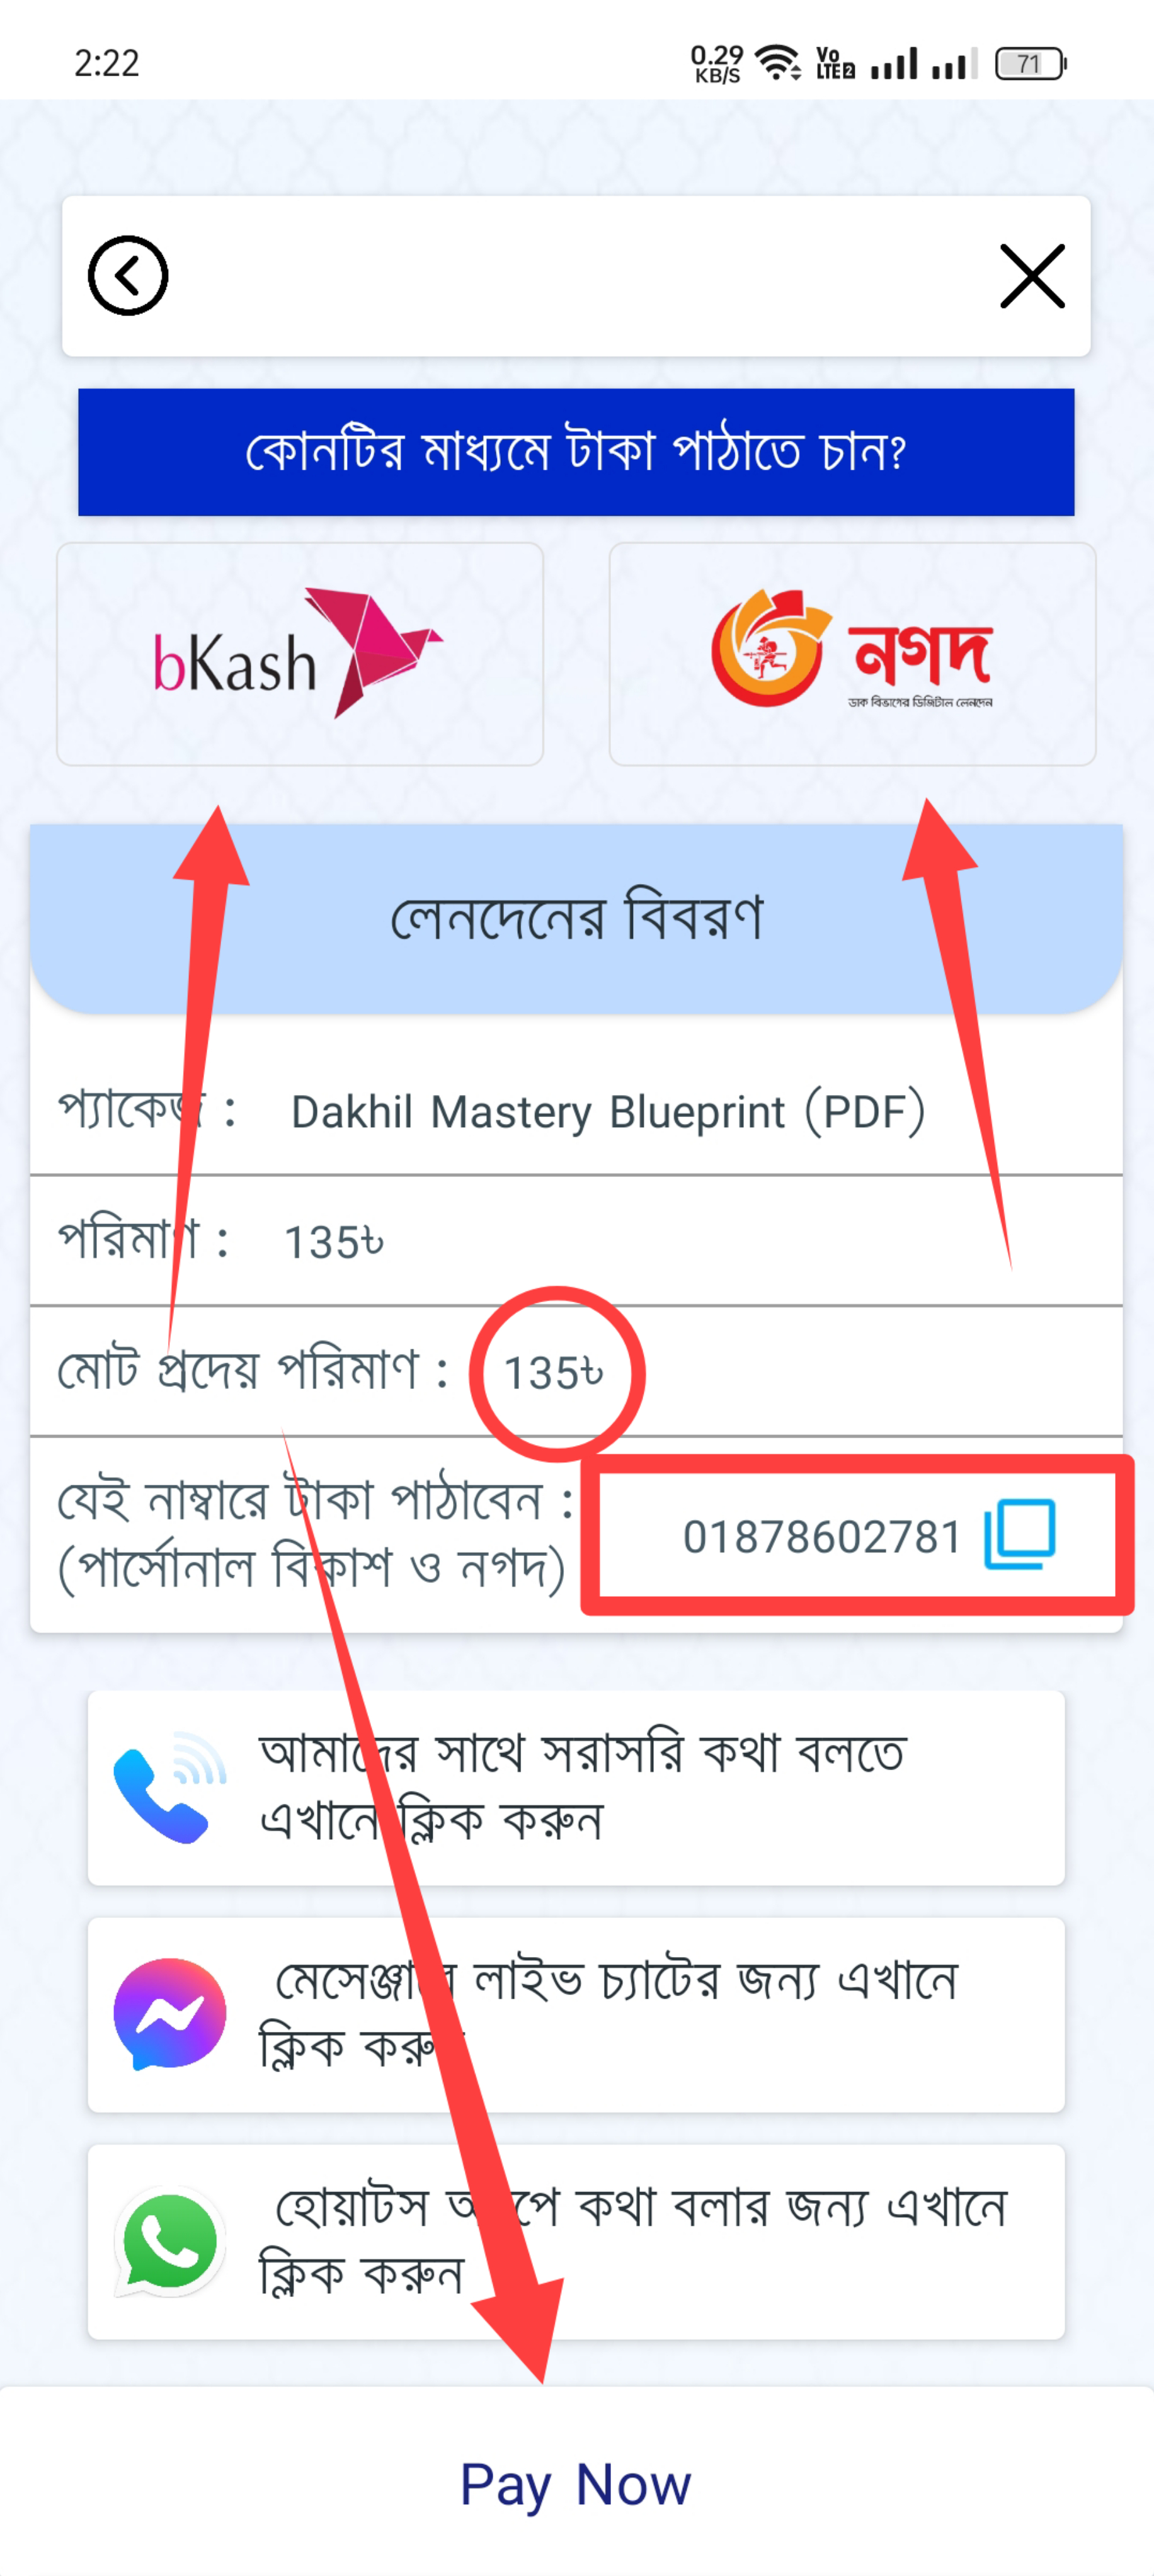 2:22
0.29 KB/S
Vo LTE 2
71
কোনটির মাধ্যমে টাকা পাঠাতে চান?
bKash
নগদ
ডাক বিভাগের ডিজিটাল লেনদেন
লেনদেনের বিবরণ
প্যাকেজ : Dakhil Mastery Blueprint (PDF)
পরিমাণ : 135৳
মোট প্রদেয় পরিমাণ : 135৳
যেই নাম্বারে টাকা পাঠাবেন :
(পার্সোনাল বিকাশ ও নগদ)
01878602781
আমাদের সাথে সরাসরি কথা বলতে
এখানে ক্লিক করুন
মেসেঞ্জারে লাইভ চ্যাটের জন্য এখানে
ক্লিক করুন
হোয়াটস অ্যাপে কথা বলার জন্য এখানে
ক্লিক করুন
Pay Now